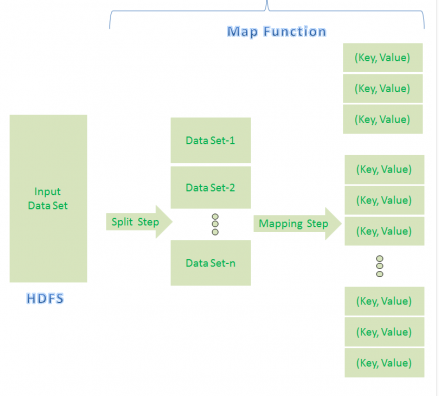 Map Function
(Key, Value)
(Key, Value)
(Key, Value)
Input
Data Set
HDFS
Split Step
Data Set-1
Data Set-2
Data Set-n
Mapping Step
(Key, Value)
(Key, Value)
(Key, Value)
(Key, Value)
(Key, Value)
(Key, Value)